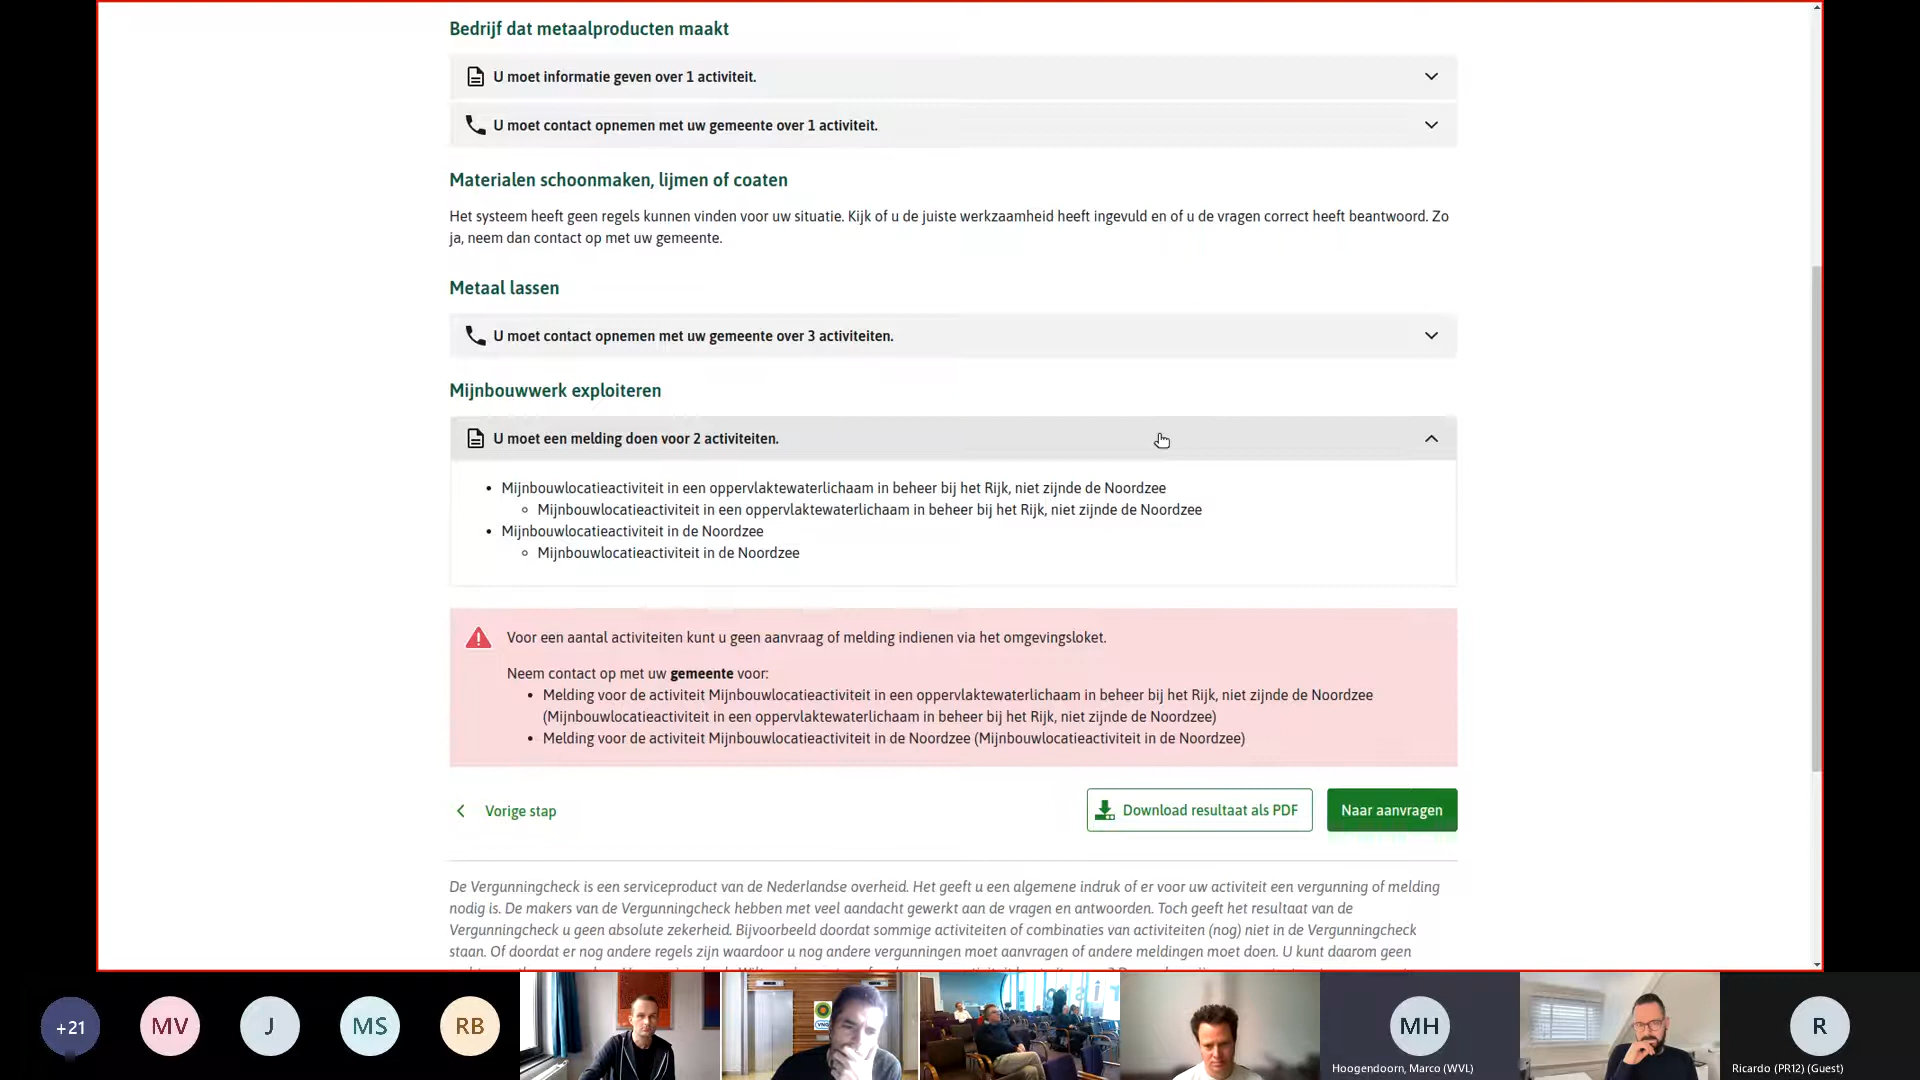 Bedrijf dat metaalproducten maakt
U moet informatie geven over 1 activiteit.
U moet contact opnemen met uw gemeente over 1 activiteit.
Materialen schoonmaken, lijmen of coaten
Het systeem heeft geen regels kunnen vinden voor uw situatie. Kijk of u de juiste werkzaamheid heeft ingevuld en of u de vragen correct heeft beantwoord. Zo
ja, neem dan contact op met uw gemeente.
Metaal lassen
U moet contact opnemen met uw gemeente over 3 activiteiten.
Mijnbouwwerk exploiteren
U moet een melding doen voor 2 activiteiten.
• Mijnbouwlocatieactiviteit in een oppervlaktewaterlichaam in beheer bij het Rijk, niet zijnde de Noordzee
◦ Mijnbouwlocatieactiviteit in een oppervlaktewaterlichaam in beheer bij het Rijk, niet zijnde de Noordzee
• Mijnbouwlocatieactiviteit in de Noordzee
◦ Mijnbouwlocatieactiviteit in de Noordzee
Voor een aantal activiteiten kunt u geen aanvraag of melding indienen via het omgevingsloket.
Neem contact op met uw gemeente voor:
• Melding voor de activiteit Mijnbouwlocatieactiviteit in een oppervlaktewaterlichaam in beheer bij het Rijk, niet zijnde de Noordzee
(Mijnbouwlocatieactiviteit in een oppervlaktewaterlichaam in beheer bij het Rijk, niet zijnde de Noordzee)
• Melding voor de activiteit Mijnbouwlocatieactiviteit in de Noordzee (Mijnbouwlocatieactiviteit in de Noordzee)
Vorige stap
Download resultaat als PDF
Naar aanvragen
De Vergunningcheck is een serviceproduct van de Nederlandse overheid. Het geeft u een algemene indruk of er voor uw activiteit een vergunning of melding
nodig is. De makers van de Vergunningcheck hebben met veel aandacht gewerkt aan de vragen en antwoorden. Toch geeft het resultaat van de
Vergunningcheck u geen absolute zekerheid. Bijvoorbeeld doordat sommige activiteiten of combinaties van activiteiten (nog) niet in de Vergunningcheck
staan. Of doordat er nog andere regels zijn waardoor u nog andere vergunningen moet aanvragen of andere meldingen moet doen. U kunt daarom geen
+21
MV
J
MS
RB
VNG
MH
Hoogendoorn, Marco (WVL)
R
Ricardo (PR12) (Guest)